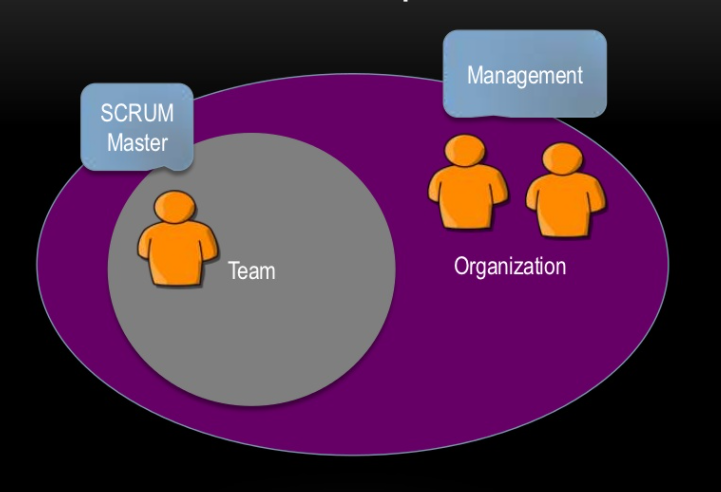 Management
SCRUM
Master
Team
Organization